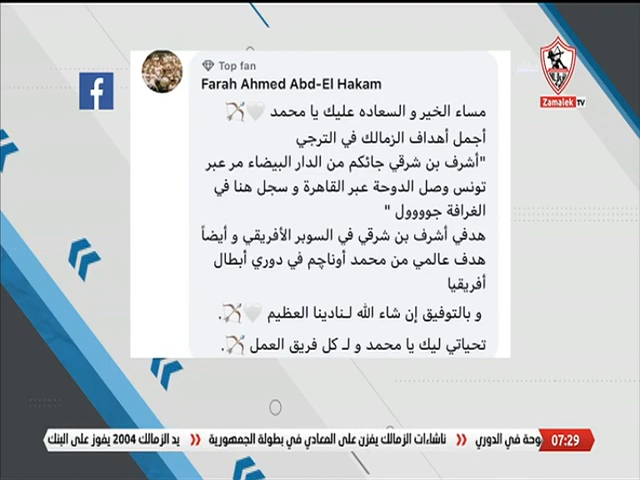 Top fan
Farah Ahmed Abd-El Hakam
مساء الخير و السعاده عليك يا محمد 🤍🏹
أجمل أهداف الزمالك في الترجي
"أشرف بن شرقي جائكم من الدار البيضاء مر عبر
تونس وصل الدوحة عبر القاهرة و سجل هنا في
الغرافة جوووول "
هدفي أشرف بن شرقي في السوبر الأفريقي و أيضاً
هدف عالمي من محمد أوناچم في دوري أبطال
أفريقيا
و بالتوفيق إن شاء الله لـنادينا العظيم 🤍🏹.
تحياتي ليك يا محمد و لـ كل فريق العمل 🏹.
Zamalek TV
07:29
وحة في الدوري » ناشاءات الزمالك يفزن على المعادي في بطولة الجمهورية » يد الزمالك 2004 يفوز على البنك